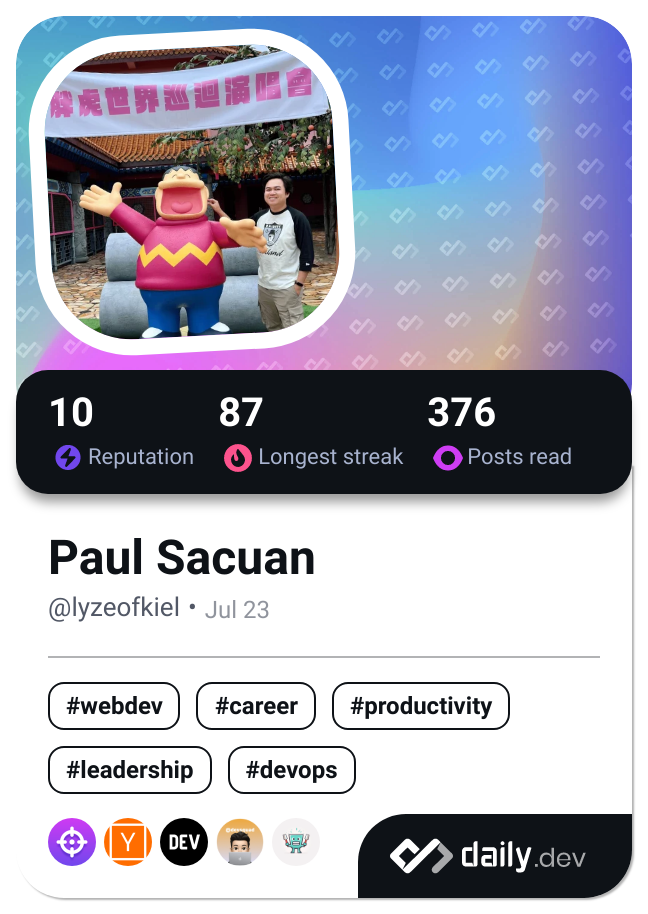 胖虎世界巡迴演唱會
10
87
376
Reputation
Longest streak
Posts read
Paul Sacuan
@lyzeofkiel • Jul 23
#webdev
#career
#productivity
#leadership
#devops
Y
DEV
daily.dev